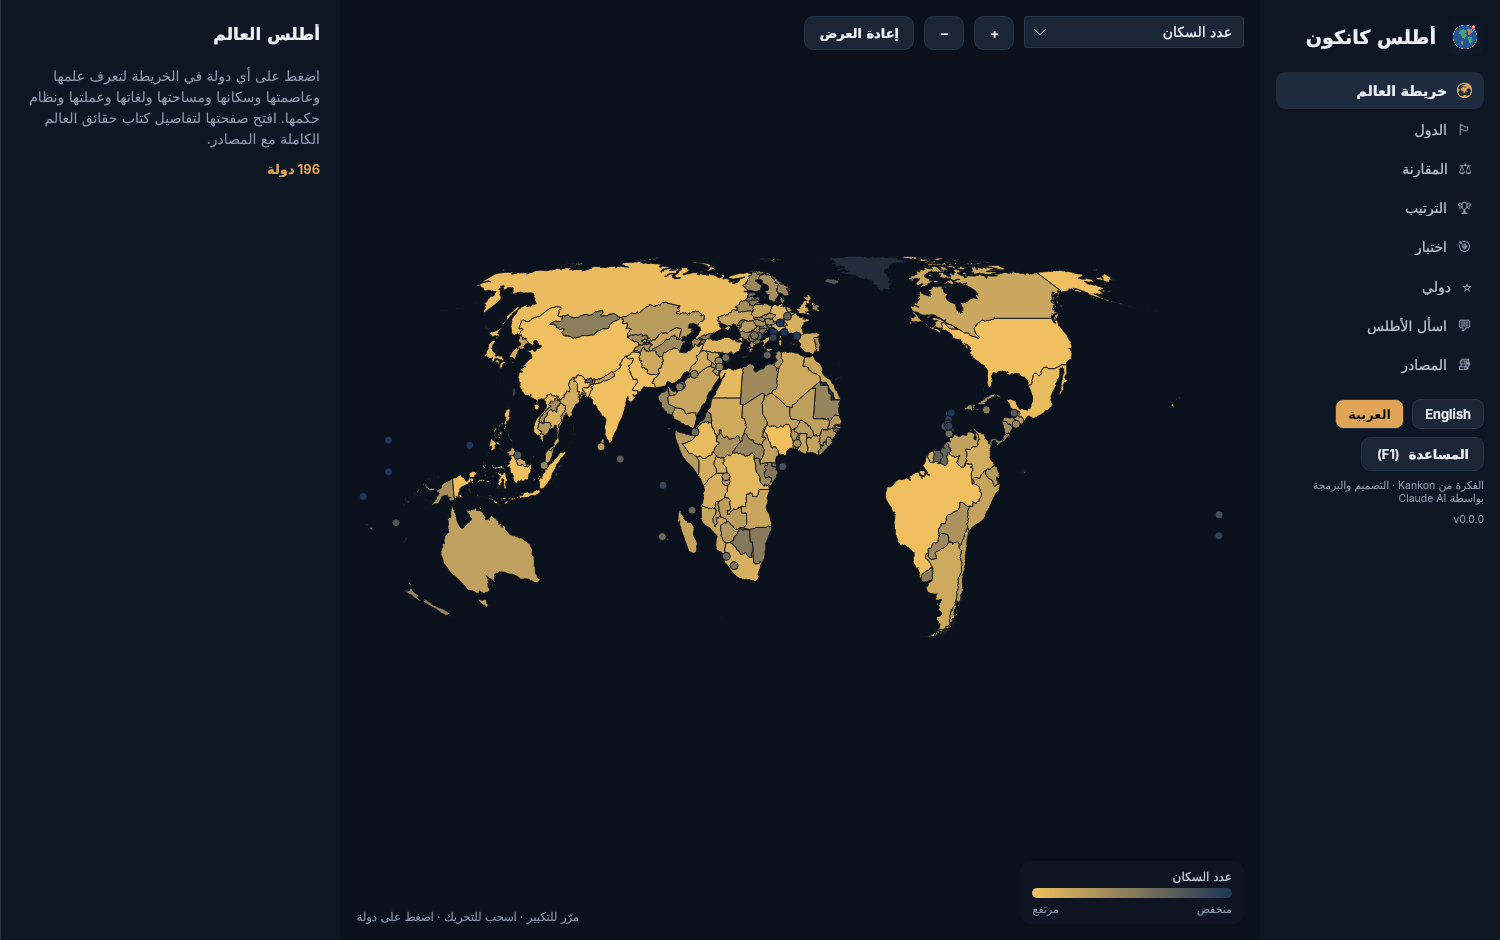 أطلس كانكون
خريطة العالم
الدول
المقارنة
الترتيب
اختبار
دولي
اسأل الأطلس
المصادر
English
العربية
المساعدة (F1)
الفكرة من Kankon · التصميم والبرمجة
بواسطة Claude AI
v0.0.0
عدد السكان
+
−
إعادة العرض
عدد السكان
منخفض
مرتفع
مرّر للتكبير · اسحب للتحريك · اضغط على دولة
أطلس العالم
اضغط على أي دولة في الخريطة لتعرف علمها
وعاصمتها وسكانها ومساحتها ولغاتها وعملتها ونظام
حكمها. افتح صفحتها لتفاصيل كتاب حقائق العالم
الكاملة مع المصادر.
196 دولة